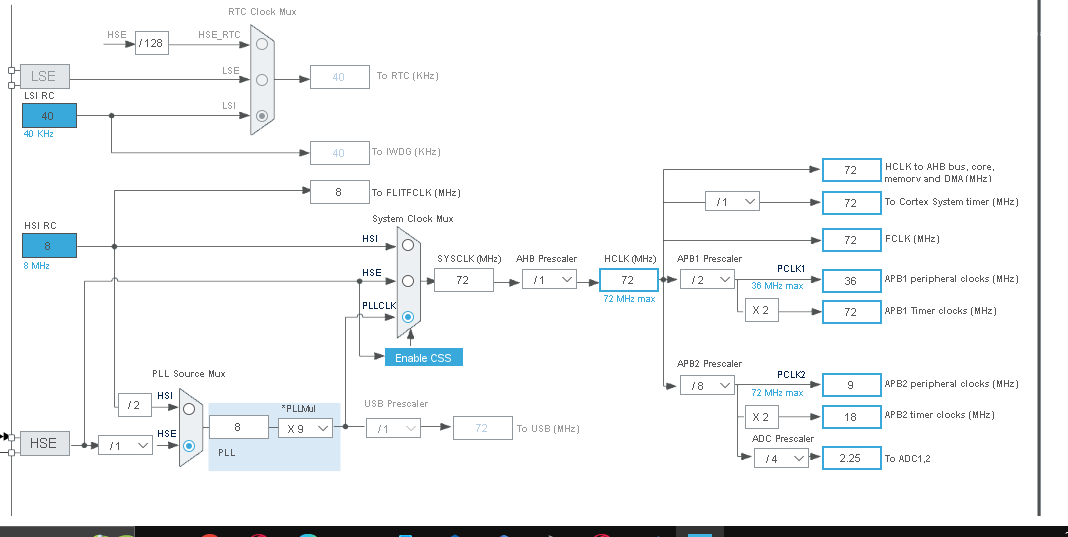 RTC Clock Mux
HSE
/ 128
HSE_RTC
LSE
LSE
40
To RTC (KHz)
LSI RC
40
40 KHz
LSI
40
To IWDG (KHz)
8
To FLITFCLK (MHz)
HSI RC
8
8 MHz
System Clock Mux
HSI
HSE
PLLCLK
SYSCLK (MHz)
72
AHB Prescaler
/ 1
HCLK (MHz)
72
72 MHz max
Enable CSS
72
HCLK to AHB bus, core,
memory and DMA (MHz)
/ 1
72
To Cortex System timer (MHz)
72
FCLK (MHz)
APB1 Prescaler
/ 2
PCLK1
36 MHz max
36
APB1 peripheral clocks (MHz)
X 2
72
APB1 Timer clocks (MHz)
APB2 Prescaler
/ 8
PCLK2
72 MHz max
9
APB2 peripheral clocks (MHz)
X 2
18
APB2 timer clocks (MHz)
ADC Prescaler
/ 4
2.25
To ADC1,2
PLL Source Mux
/ 2
HSI
HSE
/ 1
HSE
8
*PLLMul
X 9
PLL
USB Prescaler
/ 1
72
To USB (MHz)